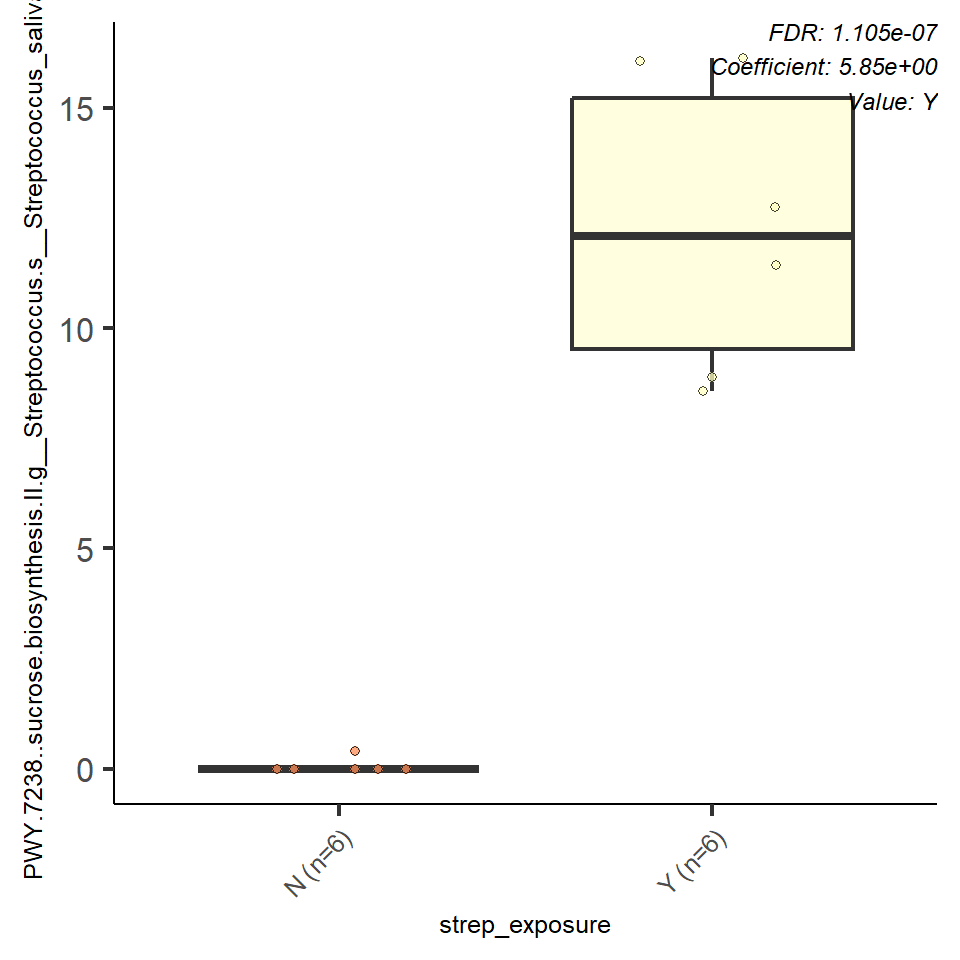 FDR: 1.105e-07
Coefficient: 5.85e+00
Value: Y
PWY.7238..sucrose.biosynthesis.II.g__Streptococcus.s__Streptococcus_saliva
15
10
5
0
N (n=6)
Y (n=6)
strep_exposure